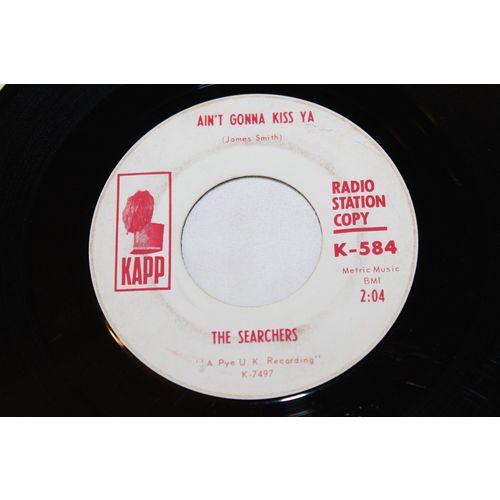 AIN'T GONNA KISS YA
(James Smith)
KAPP
RADIO
STATION
COPY
K-584
Metric Music
BMI
2:04
THE SEARCHERS
"A Pye U.K. Recording"
K-7497